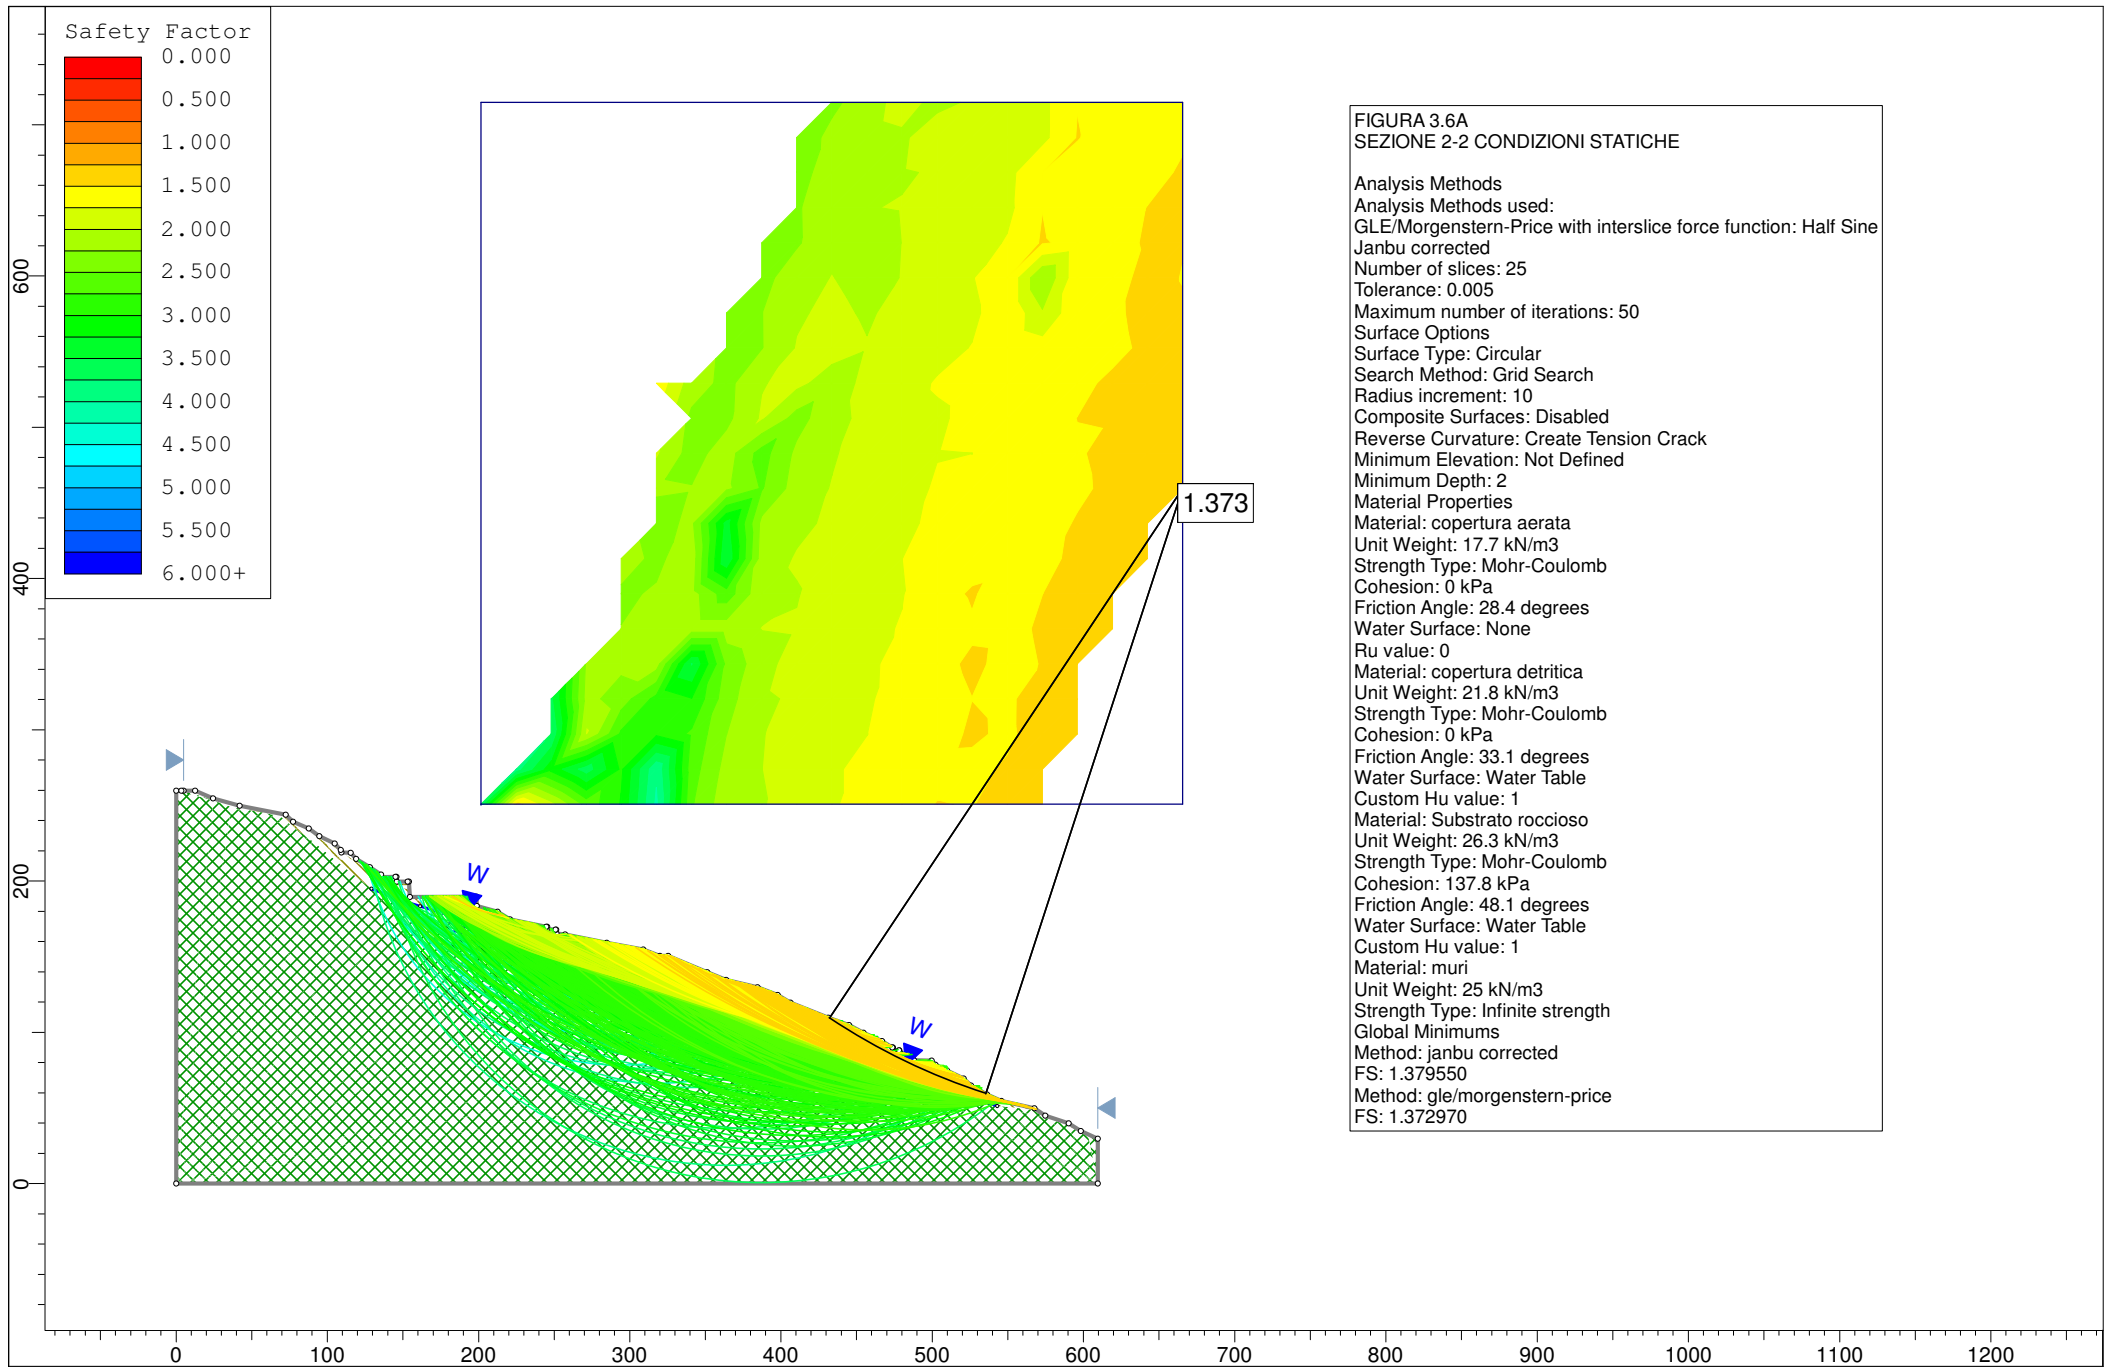 Safety Factor
0.000
0.500
1.000
1.500
2.000
2.500
3.000
3.500
4.000
4.500
5.000
5.500
6.000+
FIGURA 3.6A
SEZIONE 2-2 CONDIZIONI STATICHE
Analysis Methods
Analysis Methods used:
GLE/Morgenstern-Price with interslice force function: Half Sine
Janbu corrected
Number of slices: 25
Tolerance: 0.005
Maximum number of iterations: 50
Surface Options
Surface Type: Circular
Search Method: Grid Search
Radius increment: 10
Composite Surfaces: Disabled
Reverse Curvature: Create Tension Crack
Minimum Elevation: Not Defined
Minimum Depth: 2
Material Properties
Material: copertura aerata
Unit Weight: 17.7 kN/m3
Strength Type: Mohr-Coulomb
Cohesion: 0 kPa
Friction Angle: 28.4 degrees
Water Surface: None
Ru value: 0
Material: copertura detritica
Unit Weight: 21.8 kN/m3
Strength Type: Mohr-Coulomb
Cohesion: 0 kPa
Friction Angle: 33.1 degrees
Water Surface: Water Table
Custom Hu value: 1
Material: Substrato roccioso
Unit Weight: 26.3 kN/m3
Strength Type: Mohr-Coulomb
Cohesion: 137.8 kPa
Friction Angle: 48.1 degrees
Water Surface: Water Table
Custom Hu value: 1
Material: muri
Unit Weight: 25 kN/m3
Strength Type: Infinite strength
Global Minimums
Method: janbu corrected
FS: 1.379550
Method: gle/morgenstern-price
FS: 1.372970
1.373
W
W
600
400
200
0
0 100 200 300 400 500 600 700 800 900 1000 1100 1200